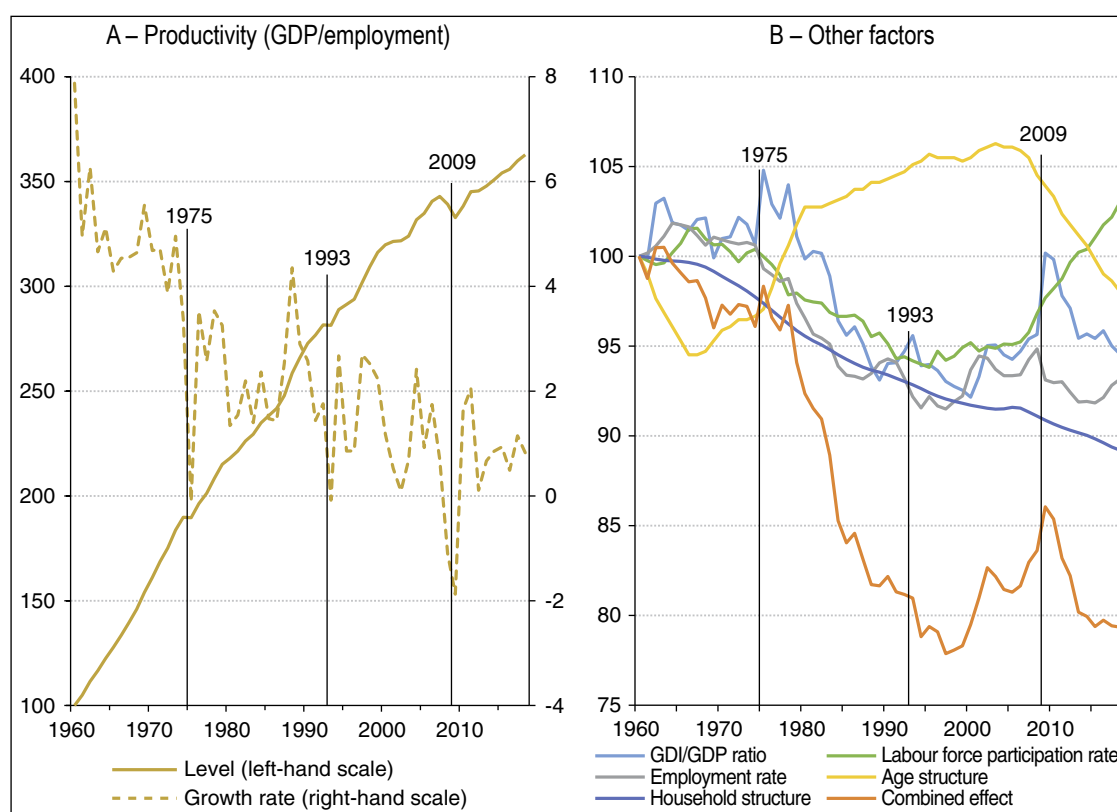 A – Productivity (GDP/employment)
400
350
300
250
200
150
100
8
6
4
2
0
-2
-4
1975
1993
2009
1960 1970 1980 1990 2000 2010
Level (left-hand scale)
Growth rate (right-hand scale)
B – Other factors
110
105
100
95
90
85
80
75
1975
1993
2009
1960 1970 1980 1990 2000 2010
GDI/GDP ratio
Employment rate
Household structure
Labour force participation rate
Age structure
Combined effect